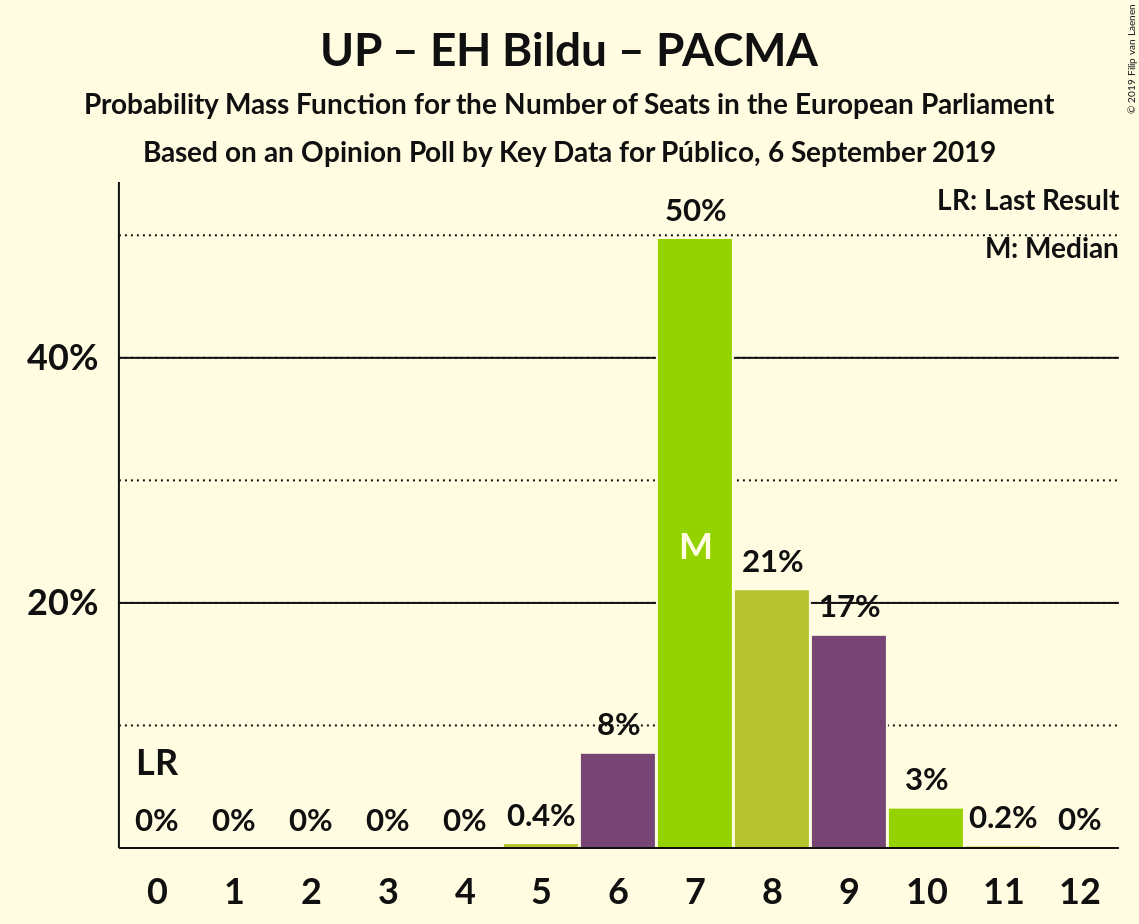 UP – EH Bildu – PACMA
Probability Mass Function for the Number of Seats in the European Parliament
Based on an Opinion Poll by Key Data for Público, 6 September 2019
© 2019 Filip van Laenen
LR: Last Result
M: Median
50%
40%
M
21%
20%
17%
8%
LR
3%
0% 0% 0% 0% 0% 0.4% 0.2% 0%
0 1 2 3 4 5 6 7 8 9 10 11 12